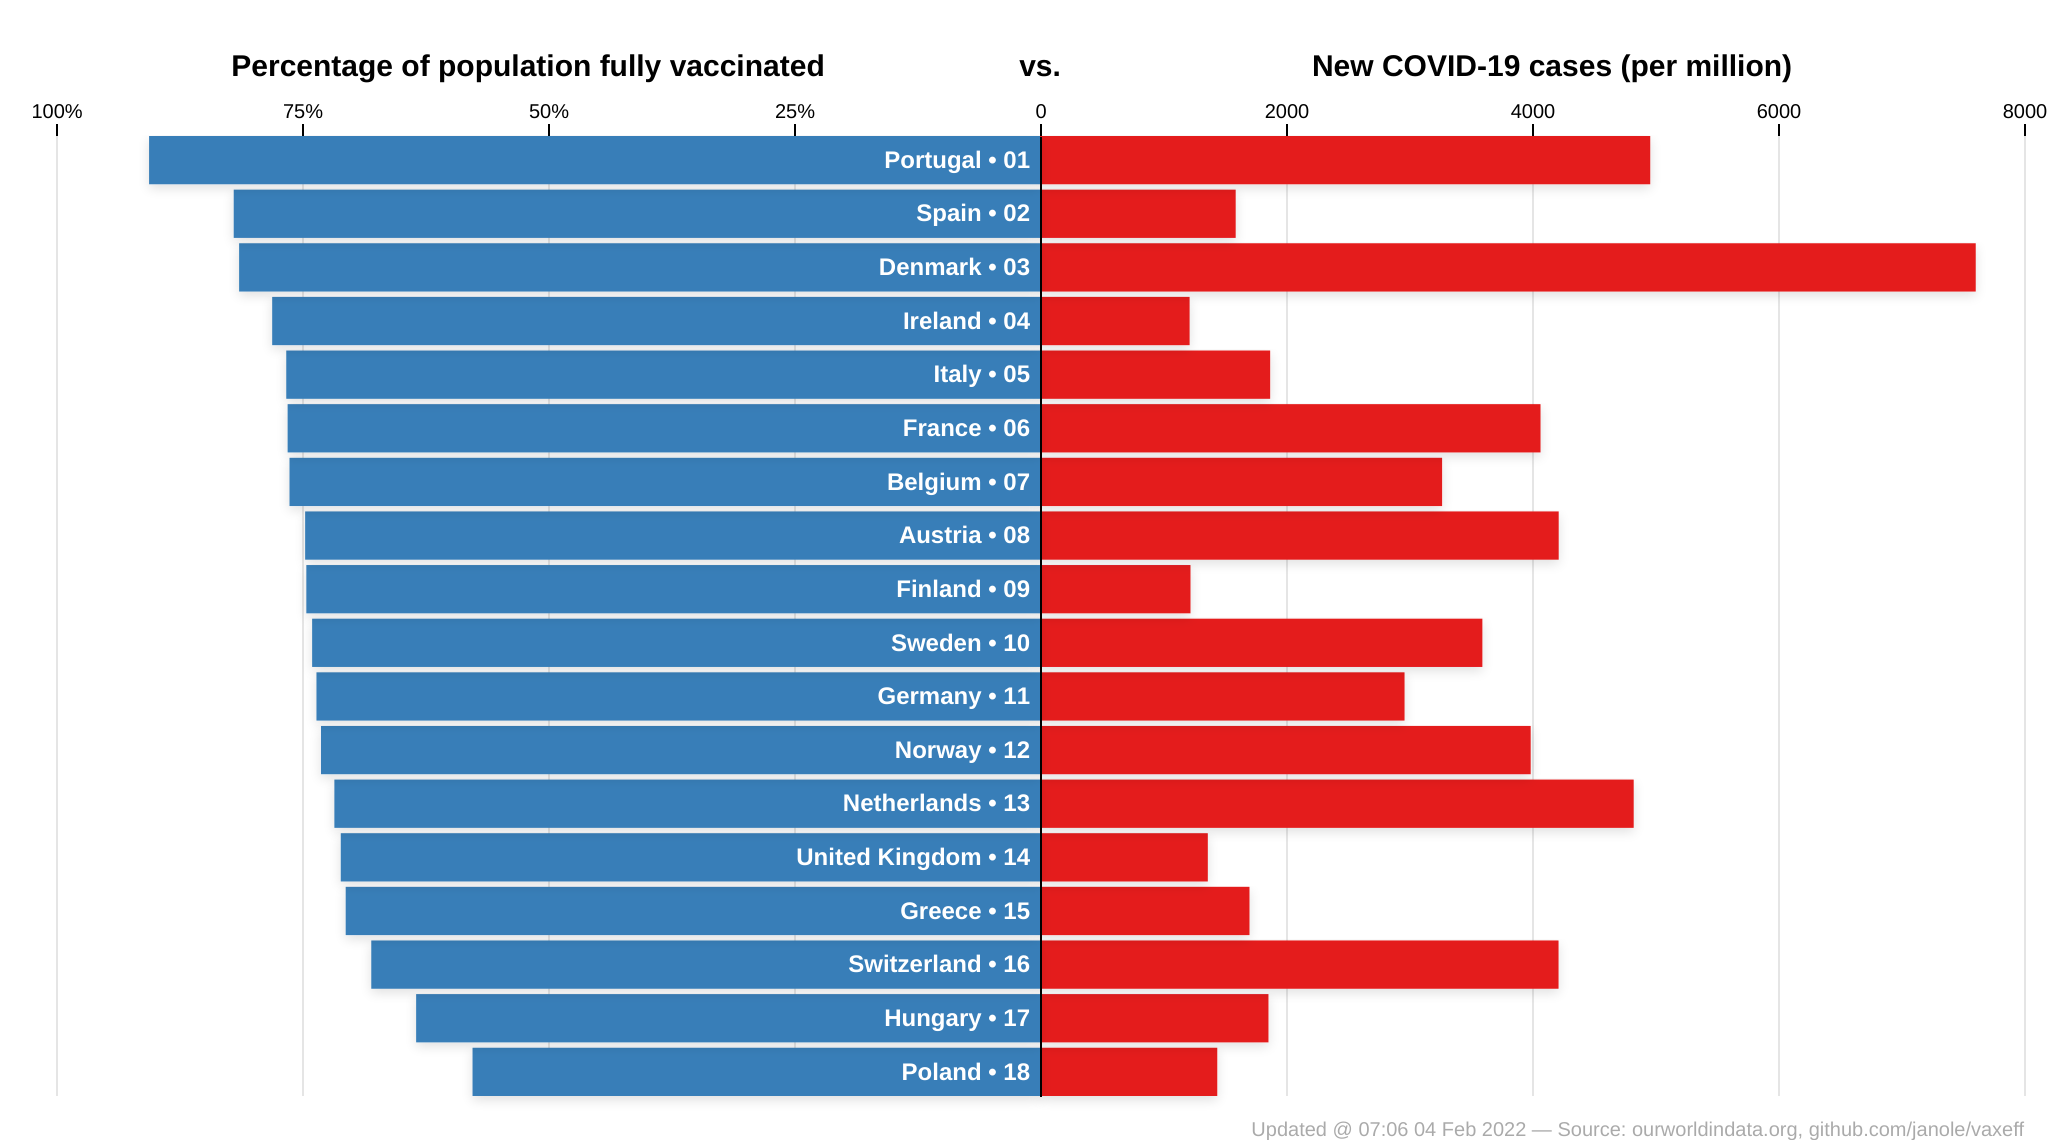 Percentage of population fully vaccinated vs. New COVID-19 cases (per million)
100% 75% 50% 25% 0 2000 4000 6000 8000
Portugal • 01
Spain • 02
Denmark • 03
Ireland • 04
Italy • 05
France • 06
Belgium • 07
Austria • 08
Finland • 09
Sweden • 10
Germany • 11
Norway • 12
Netherlands • 13
United Kingdom • 14
Greece • 15
Switzerland • 16
Hungary • 17
Poland • 18
Updated @ 07:06 04 Feb 2022 — Source: ourworldindata.org, github.com/janole/vaxeff